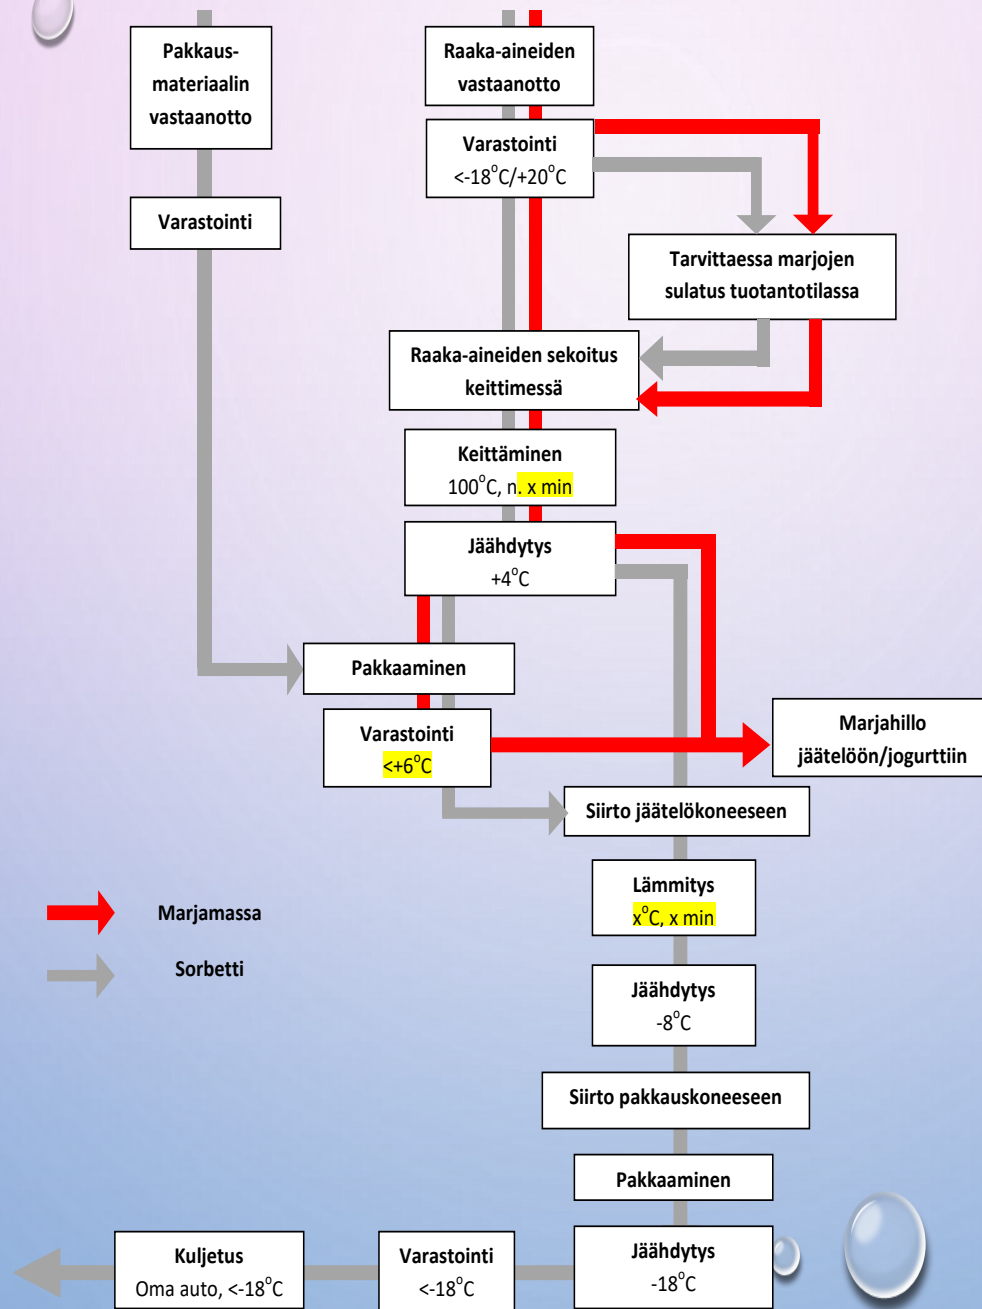 Pakkaus-
materiaalin
vastaanotto
Raaka-aineiden
vastaanotto
Varastointi
<-18°C/+20°C
Varastointi
Tarvittaessa marjojen
sulatus tuotantotilassa
Raaka-aineiden sekoitus
keittimessä
Keittäminen
100°C, n. x min
Jäähdytys
+4°C
Pakkaaminen
Varastointi
<+6°C
Marjahillo
jäätelöön/jogurttiin
Siirto jäätelökoneeseen
Lämmitys
x°C, x min
Marjamassa
Sorbetti
Jäähdytys
-8°C
Siirto pakkauskoneeseen
Pakkaaminen
Jäähdytys
-18°C
Varastointi
<-18°C
Kuljetus
Oma auto, <-18°C